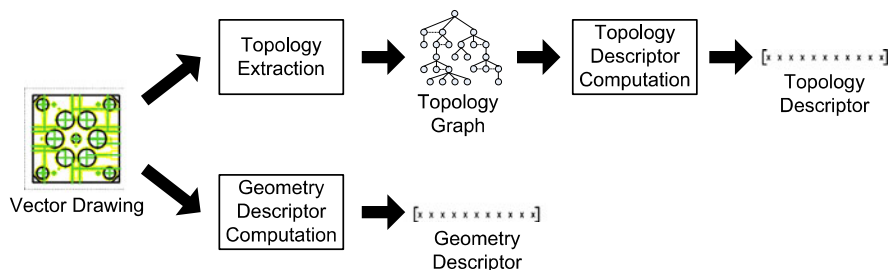 Topology
Extraction
Topology
Graph
Topology
Descriptor
Computation
[x x x x x x x x x x x]
Topology
Descriptor
Vector Drawing
Geometry
Descriptor
Computation
[x x x x x x x x x x x]
Geometry
Descriptor